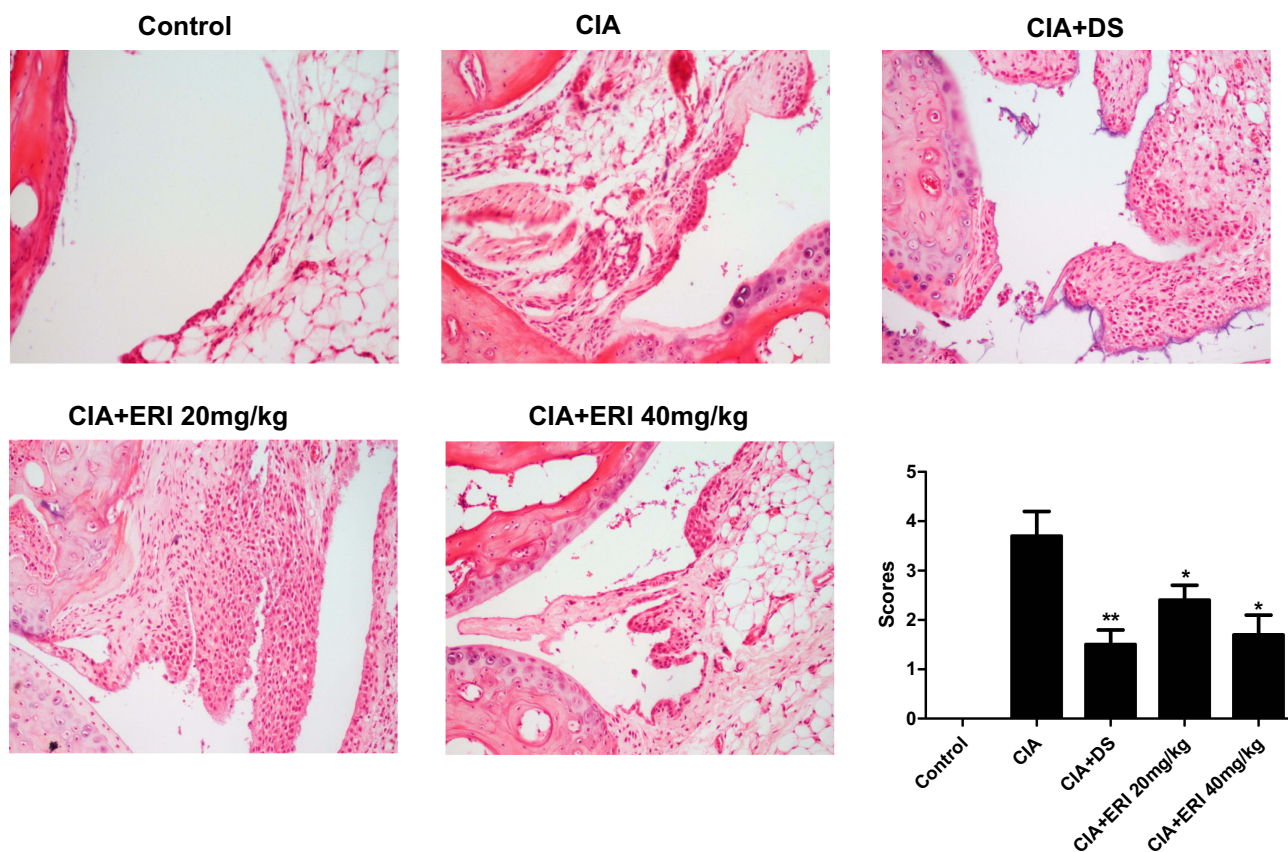 Control
CIA
CIA+DS
CIA+ERI 20mg/kg
CIA+ERI 40mg/kg
Scores
5
4
3
2
1
0
**
*
*
Control
CIA
CIA+DS
CIA+ERI 20mg/kg
CIA+ERI 40mg/kg